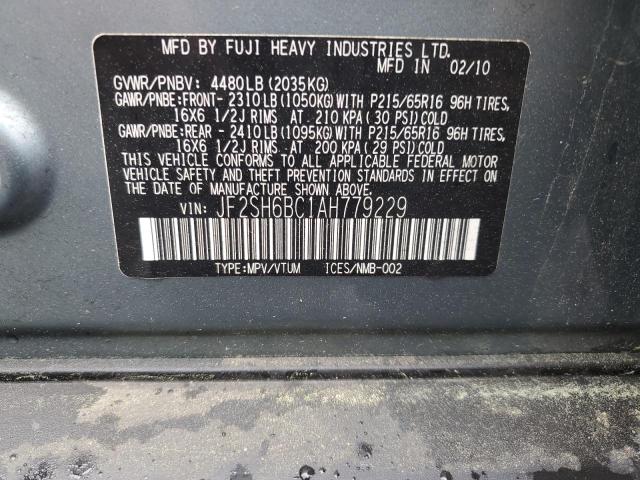 MFD BY FUJI HEAVY INDUSTRIES LTD.
MFD IN 02/10
GVWR/PNBV: 4480LB (2035KG)
GAWR/PNBE:FRONT- 2310LB(1050KG)WITH P215/65R16 96H TIRES,
16X6 1/2J RIMS AT 210 KPA (30 PSI)COLD
GAWR/PNBE:REAR - 2410LB(1095KG)WITH P215/65R16 96H TIRES,
16X6 1/2J RIMS AT 200 KPA (29 PSI)COLD
THIS VEHICLE CONFORMS TO ALL APPLICABLE FEDERAL MOTOR
VEHICLE SAFETY AND THEFT PREVENTION STANDARDS IN
EFFECT ON THE DATE OF MANUFACTURE SHOWN ABOVE.
VIN: JF2SH6BC1AH779229
TYPE:MPV/VTUM ICES/NMB-002